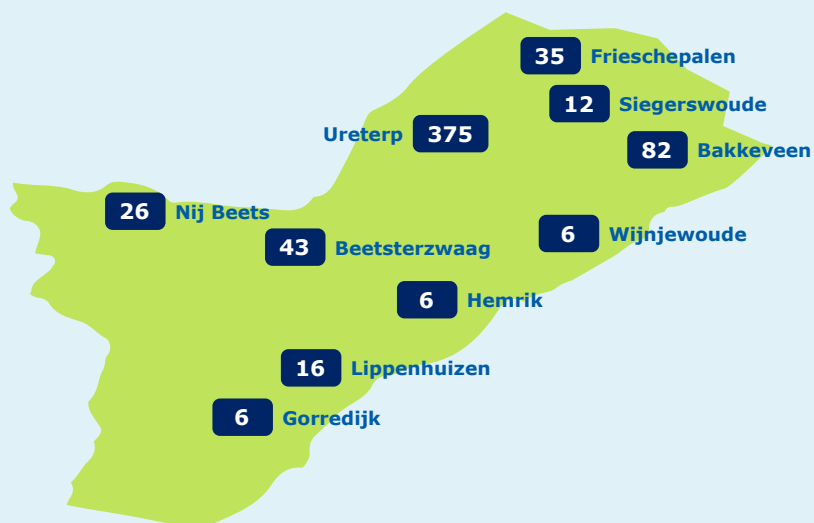 35 Frieschepalen
12 Siegerswoude
Ureterp 375
82 Bakkeveen
26 Nij Beets
6 Wijnjewoude
43 Beetsterzwaag
6 Hemrik
16 Lippenhuizen
6 Gorredijk